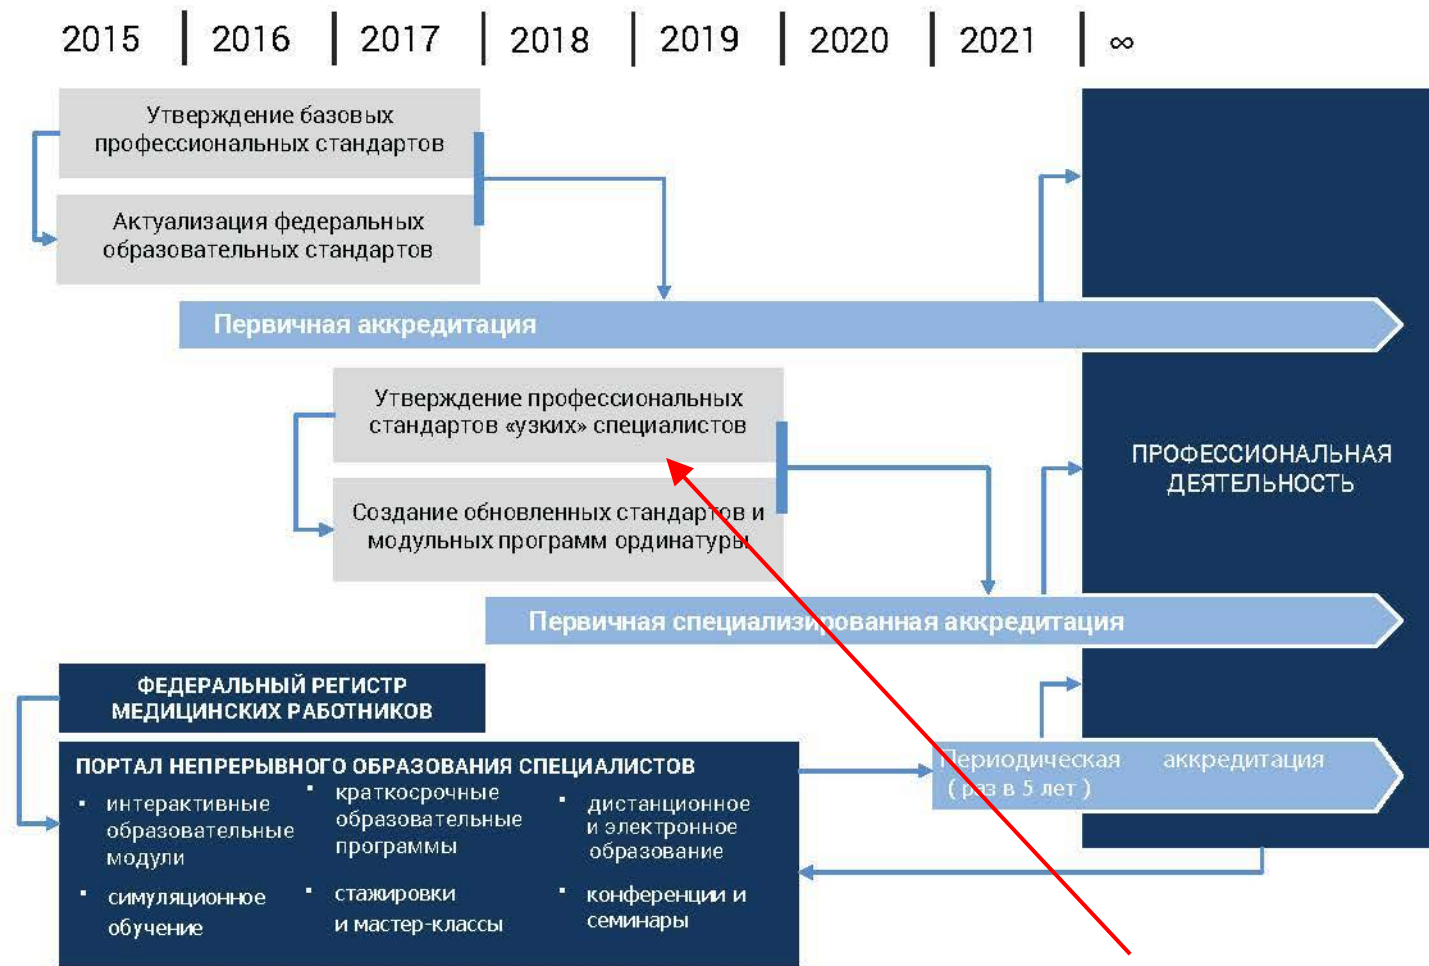 2015 | 2016 | 2017 | 2018 | 2019 | 2020 | 2021 | ∞
Утверждение базовых
профессиональных стандартов
Актуализация федеральных
образовательных стандартов
Первичная аккредитация
Утверждение профессиональных
стандартов «узких» специалистов
Создание обновленных стандартов и
модульных программ ординатуры
ПРОФЕССИОНАЛЬНАЯ
ДЕЯТЕЛЬНОСТЬ
Первичная специализированная аккредитация
ФЕДЕРАЛЬНЫЙ РЕГИСТР
МЕДИЦИНСКИХ РАБОТНИКОВ
ПОРТАЛ НЕПРЕРЫВНОГО ОБРАЗОВАНИЯ СПЕЦИАЛИСТОВ
▪ интерактивные
образовательные
модули
▪ краткосрочные
образовательные
программы
▪ дистанционное
и электронное
образование
▪ симуляционное
обучение
▪ стажировки
и мастер-классы
▪ конференции и
семинары
Периодическая аккредитация
( раз в 5 лет )